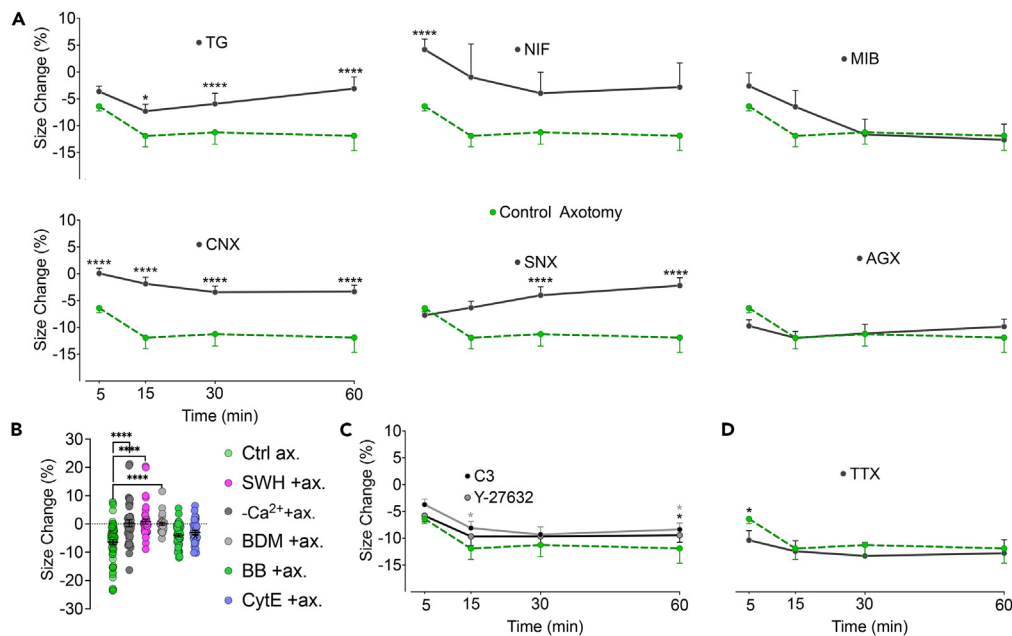 A
10
5
0
-5
-10
-15
Size Change (%)
TG
*
****
****
****
NIF
MIB
10
5
0
-5
-10
-15
Size Change (%)
CNX
****
****
****
****
5
15
30
60
Time (min)
Control Axotomy
SNX
****
****
AGX
B
30
20
10
0
-10
-20
-30
Size Change (%)
****
****
****
Ctrl ax.
SWH +ax.
-Ca2++ax.
BDM +ax.
BB +ax.
CytE +ax.
C
10
5
0
-5
-10
-15
Size Change (%)
C3
Y-27632
*
*
*
5
15
30
60
Time (min)
D
TTX
*
5
15
30
60
Time (min)